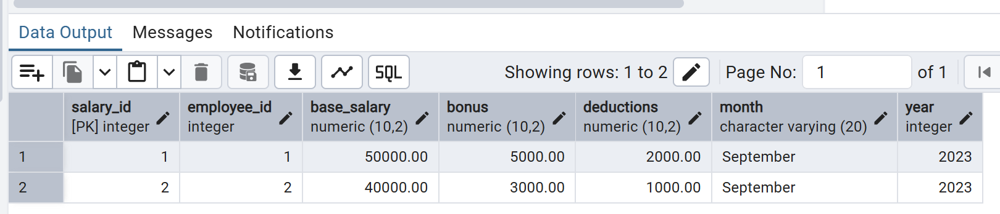 Data Output Messages Notifications
SQL Showing rows: 1 to 2 Page No: 1 of 1
salary_id employee_id base_salary bonus deductions month year
[PK] integer integer numeric (10,2) numeric (10,2) numeric (10,2) character varying (20) integer
1 1 1 50000.00 5000.00 2000.00 September 2023
2 2 2 40000.00 3000.00 1000.00 September 2023